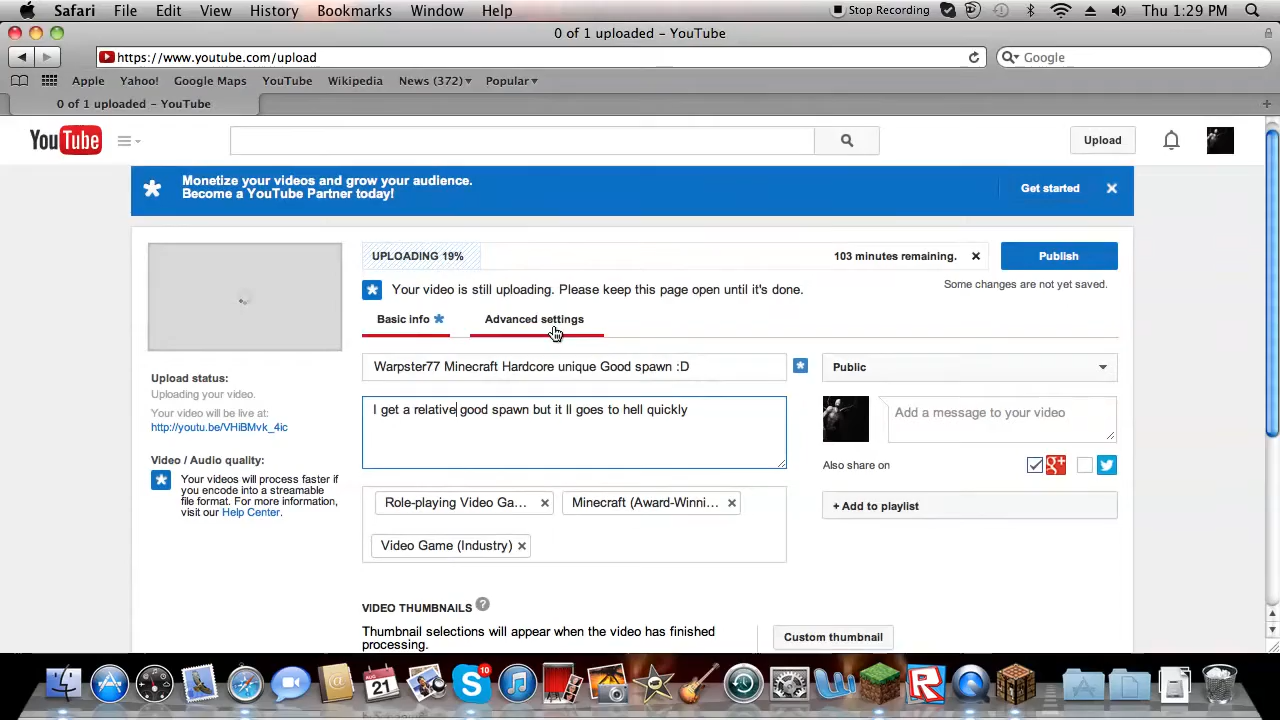 Safari File Edit View History Bookmarks Window Help Stop Recording Thu 1:29 PM
0 of 1 uploaded – YouTube
https://www.youtube.com/upload Google
Apple Yahoo! Google Maps YouTube Wikipedia News (372) Popular
0 of 1 uploaded – YouTube
YouTube Upload
Monetize your videos and grow your audience.
Become a YouTube Partner today!
Get started
UPLOADING 19% 103 minutes remaining. Publish
Your video is still uploading. Please keep this page open until it's done.
Some changes are not yet saved.
Basic info Advanced settings
Warpster77 Minecraft Hardcore unique Good spawn :D
Public
I get a relative good spawn but it ll goes to hell quickly
Add a message to your video
Upload status:
Uploading your video.
Your video will be live at:
http://youtu.be/VHiBMvk_4ic
Also share on
Video / Audio quality:
Your videos will process faster if
you encode into a streamable
file format. For more information,
visit our Help Center.
Role-playing Video Ga... Minecraft (Award-Winni...
Video Game (Industry)
+ Add to playlist
VIDEO THUMBNAILS ?
Thumbnail selections will appear when the video has finished
processing.
Custom thumbnail
AUG
21
10